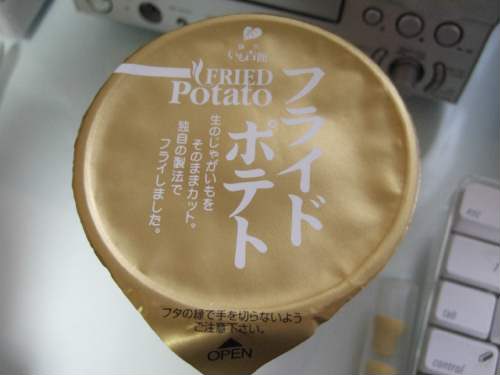 FRIED
Potato
フライド
ポテト
生のじゃがいもを
そのままカット。
独自の製法で
フライしました。
フタの縁で手を切らないよう
ご注意下さい。
OPEN
esc
tab